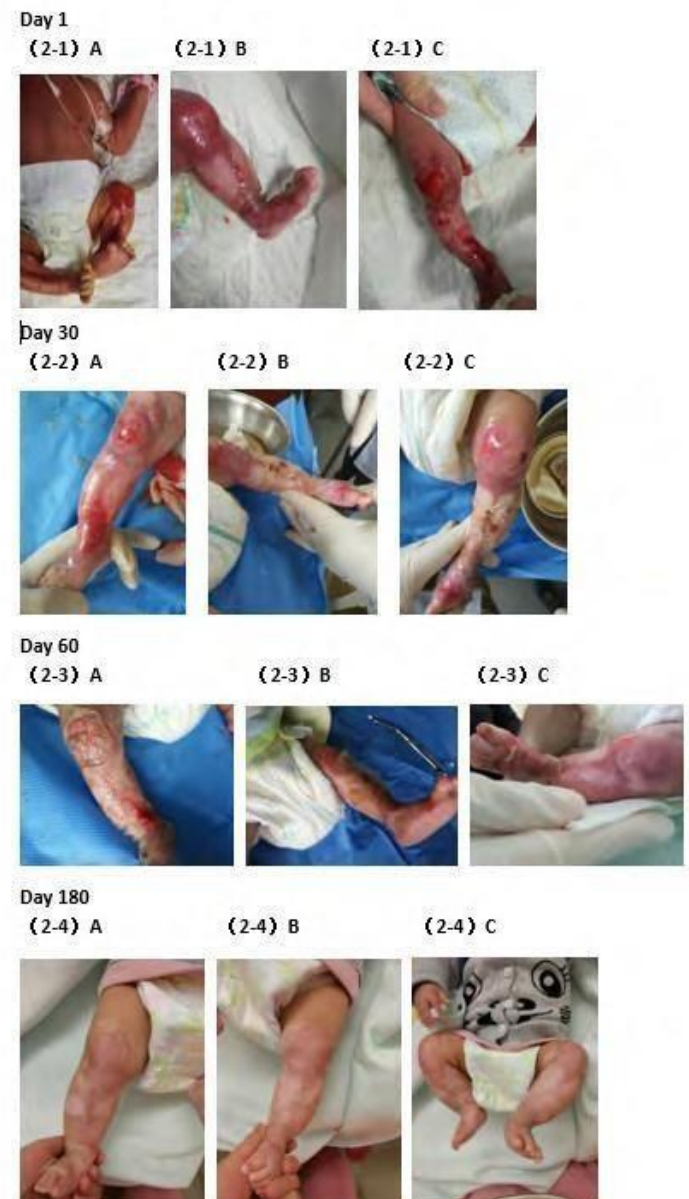 Day 1
（2-1）A （2-1）B （2-1）C
Day 30
（2-2）A （2-2）B （2-2）C
Day 60
（2-3）A （2-3）B （2-3）C
Day 180
（2-4）A （2-4）B （2-4）C